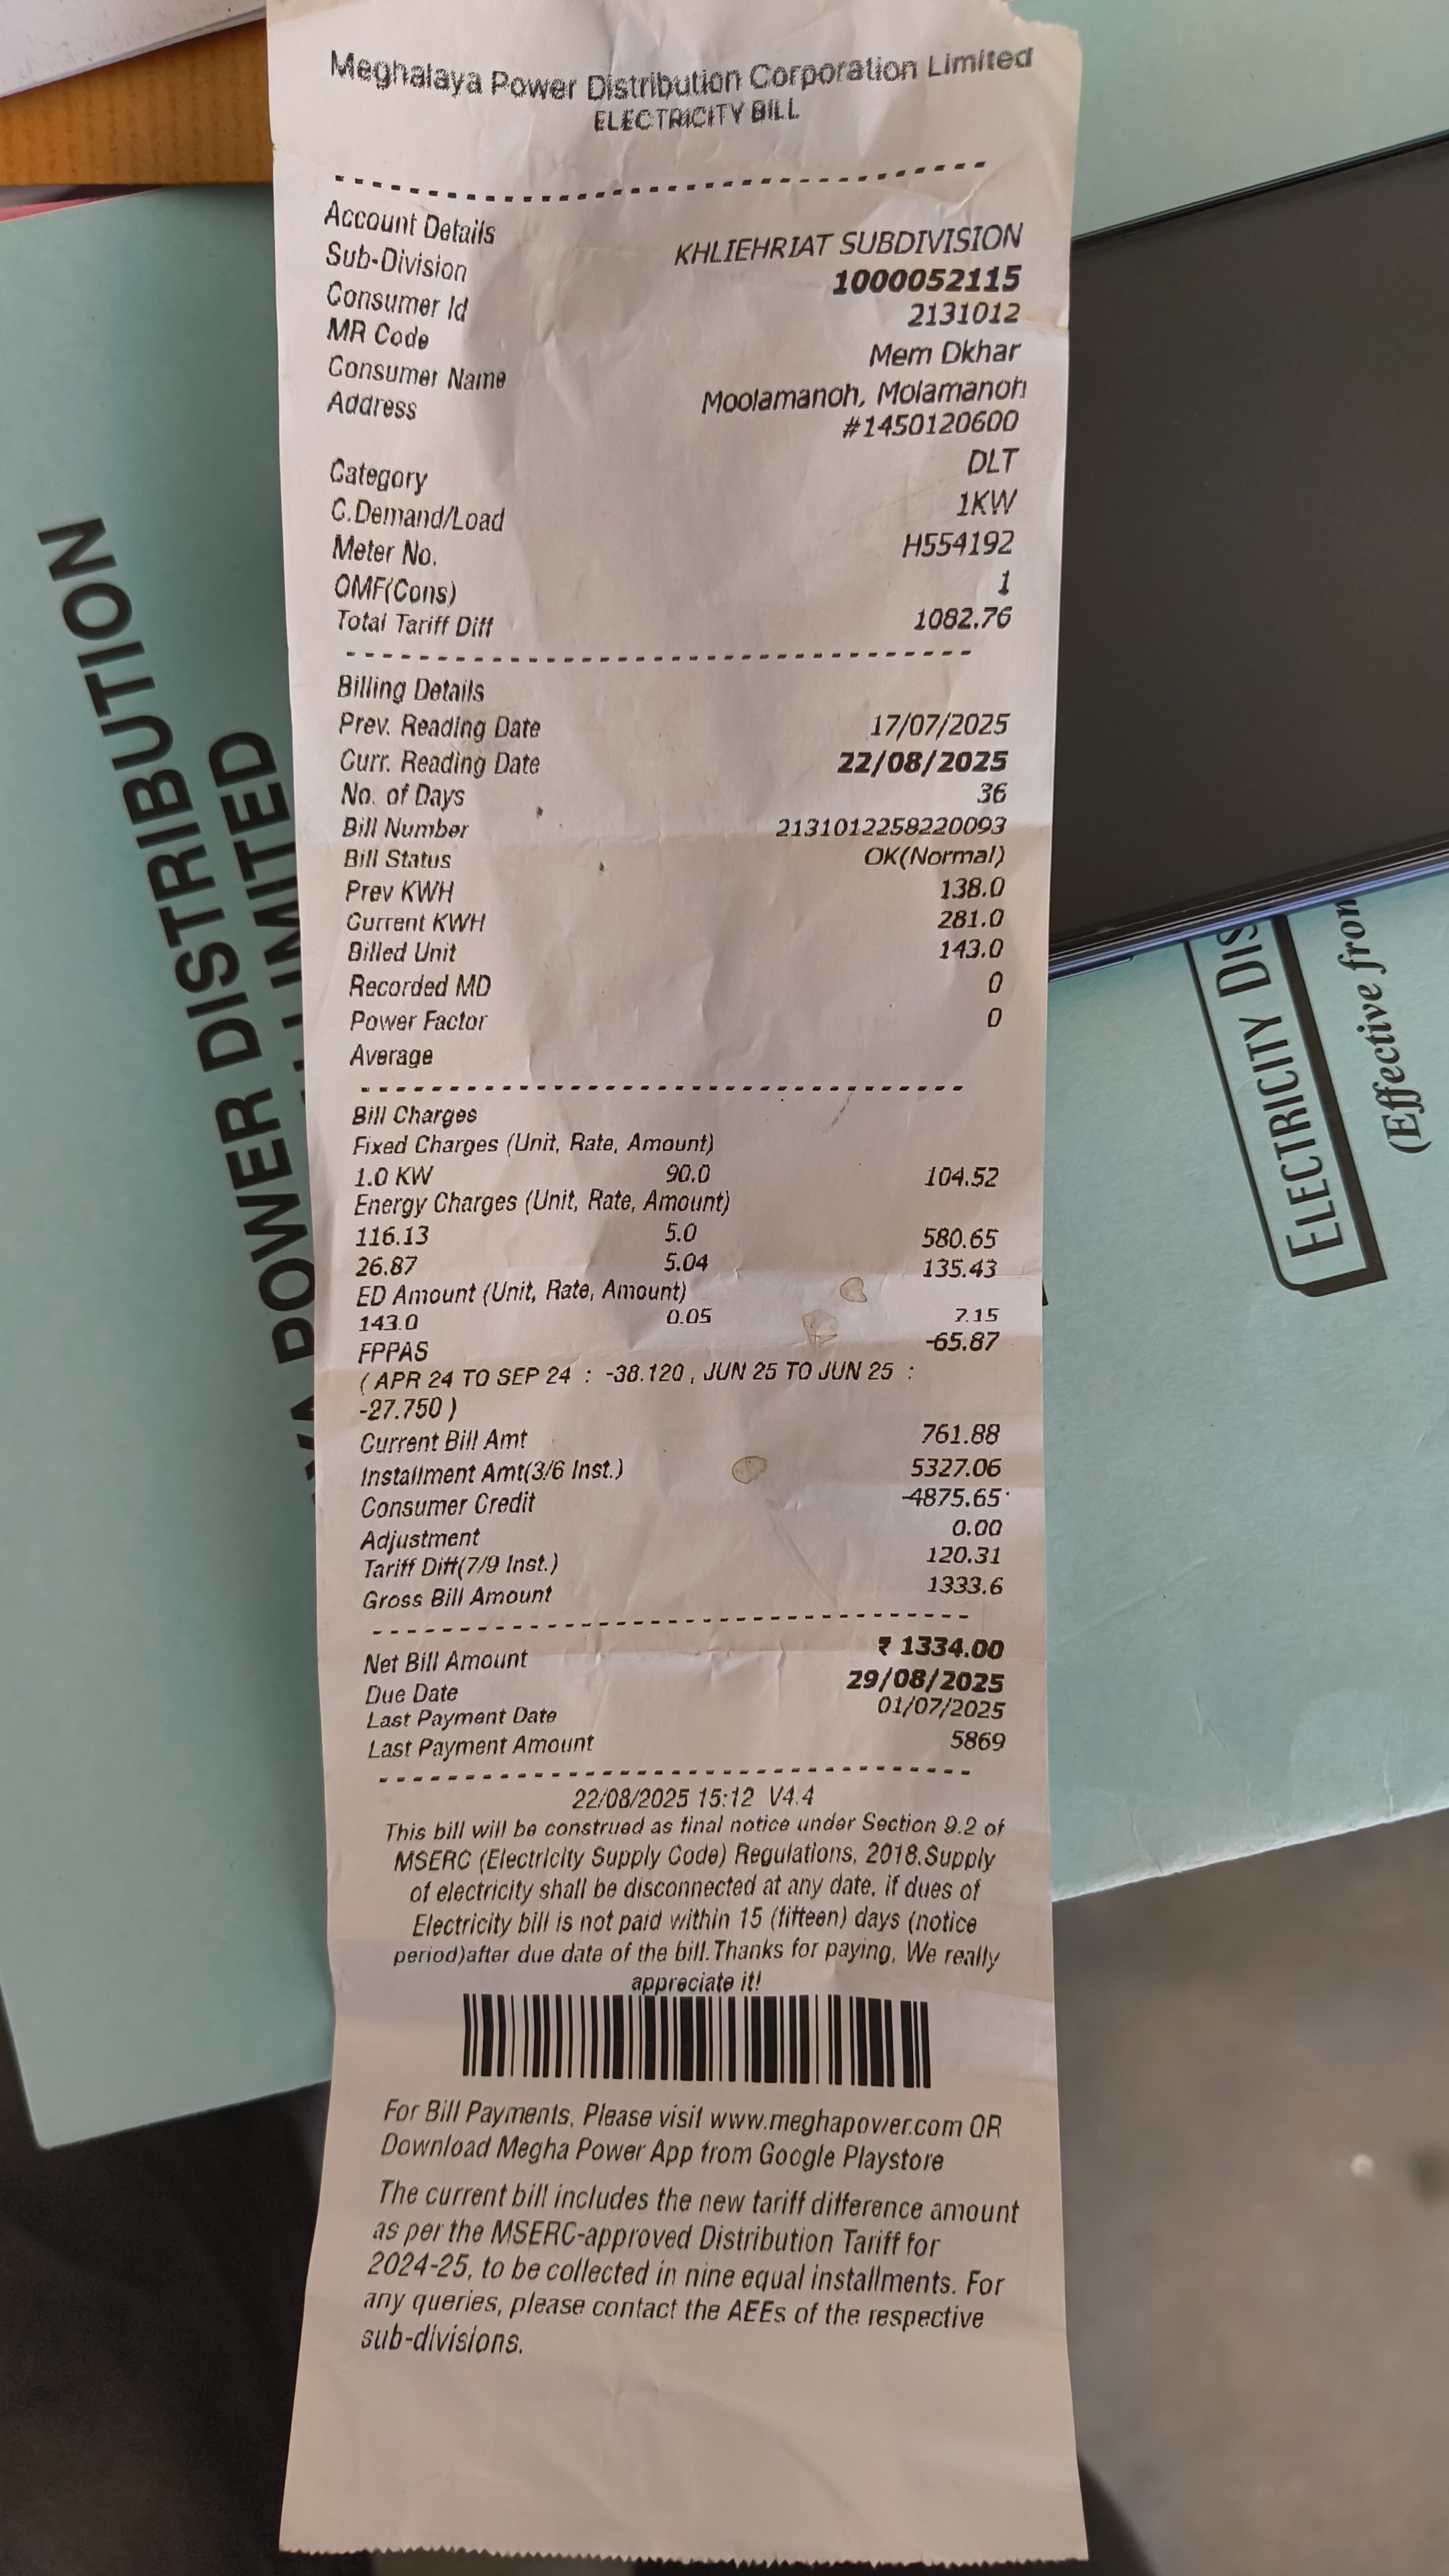 Meghalaya Power Distribution Corporation Limited
ELECTRICITY BILL
Account Details
Sub-Division KHLIEHRIAT SUBDIVISION
Consumer Id 1000052115
MR Code 2131012
Consumer Name Mem Dkhar
Address Moolamanoh, Molamanoh
#1450120600
Category DLT
C.Demand/Load 1KW
Meter No. H554192
OMF(Cons) 1
Total Tariff Diff 1082.76
Billing Details
Prev. Reading Date 17/07/2025
Curr. Reading Date 22/08/2025
No. of Days 36
Bill Number 2131012258220093
Bill Status OK(Normal)
Prev KWH 138.0
Current KWH 281.0
Billed Unit 143.0
Recorded MD 0
Power Factor 0
Average
Bill Charges
Fixed Charges (Unit, Rate, Amount)
1.0 KW 90.0 104.52
Energy Charges (Unit, Rate, Amount)
116.13 5.0 580.65
26.87 5.04 135.43
ED Amount (Unit, Rate, Amount)
143.0 0.05 7.15
FPPAS -65.87
( APR 24 TO SEP 24 : -38.120 , JUN 25 TO JUN 25 :
-27.750 )
Current Bill Amt 761.88
Installment Amt(3/6 Inst.) 5327.06
Consumer Credit -4875.65
Adjustment 0.00
Tariff Diff(7/9 Inst.) 120.31
Gross Bill Amount 1333.6
Net Bill Amount ₹ 1334.00
Due Date 29/08/2025
Last Payment Date 01/07/2025
Last Payment Amount 5869
22/08/2025 15:12 V4.4
This bill will be construed as final notice under Section 9.2 of
MSERC (Electricity Supply Code) Regulations, 2018.Supply
of electricity shall be disconnected at any date, if dues of
Electricity bill is not paid within 15 (fifteen) days (notice
period)after due date of the bill.Thanks for paying, We really
appreciate it!
For Bill Payments, Please visit www.meghapower.com OR
Download Megha Power App from Google Playstore
The current bill includes the new tariff difference amount
as per the MSERC-approved Distribution Tariff for
2024-25, to be collected in nine equal installments. For
any queries, please contact the AEEs of the respective
sub-divisions.
POWER DISTRIBUTION
LIMITED
ELECTRICITY DIS
(Effective from